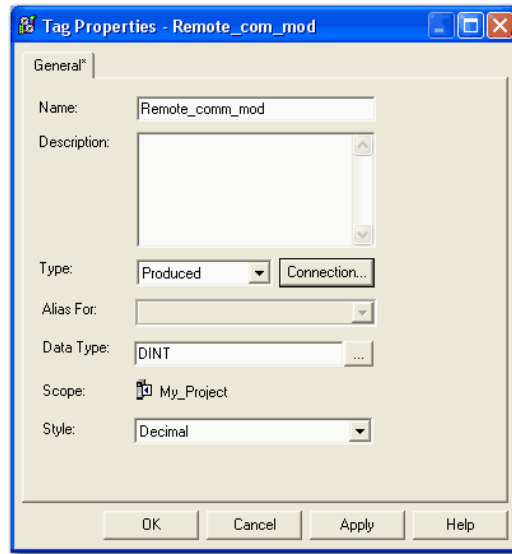 Tag Properties - Remote_com_mod
General*
Name: Remote_comm_mod
Description:
Type: Produced Connection...
Alias For:
Data Type: DINT ...
Scope: My_Project
Style: Decimal
OK Cancel Apply Help